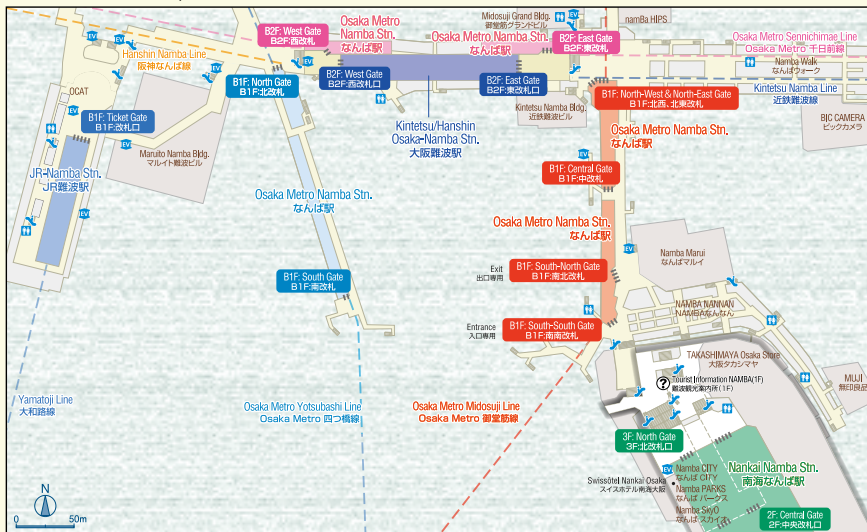 Midosuji Grand Bldg.
御堂筋グランドビル
namBa HIPS
Osaka Metro
Namba Stn.
なんば駅
B2F: West Gate
B2F:西改札
Osaka Metro Namba Stn.
なんば駅
B2F: East Gate
B2F:東改札
Osaka Metro Sennichimae Line
Osaka Metro 千日前線
Hanshin Namba Line
阪神なんば線
EV
Namba Walk
なんばウォーク
OCAT
B1F: North Gate
B1F:北改札
B2F: West Gate
B2F:西改札口
B2F: East Gate
B2F:東改札口
B1F: North-West & North-East Gate
B1F:北西、北東改札
Kintetsu Namba Line
近鉄難波線
B1F: Ticket Gate
B1F:改札口
Kintetsu Namba Bldg.
近鉄難波ビル
BIC CAMERA
ビックカメラ
Kintetsu/Hanshin
Osaka-Namba Stn.
大阪難波駅
Osaka Metro Namba Stn.
なんば駅
Maruito Namba Bldg.
マルイト難波ビル
EV
EV
JR-Namba Stn.
JR難波駅
B1F: Central Gate
B1F:中改札
EV
Osaka Metro Namba Stn.
なんば駅
EV
Osaka Metro Namba Stn.
なんば駅
EV
Namba Marui
なんばマルイ
Exit
出口専用
B1F: South-North Gate
B1F:南北改札
B1F: South Gate
B1F:南改札
NAMBA NANNAN
NAMBAなんなん
Entrance
入口専用
B1F: South-South Gate
B1F:南南改札
TAKASHIMAYA Osaka Store
大阪タカシマヤ
Tourist Information NAMBA(1F)
難波観光案内所(1F)
MUJI
無印良品
Yamatoji Line
大和路線
Osaka Metro Yotsubashi Line
Osaka Metro 四つ橋線
Osaka Metro Midosuji Line
Osaka Metro 御堂筋線
3F: North Gate
3F:北改札口
EV
Namba CITY
なんば CITY
Nankai Namba Stn.
南海なんば駅
Swissôtel Nankai Osaka
スイスホテル南海大阪
Namba PARKS
なんば パークス
Namba SkyO
なんば スカイオ
2F: Central Gate
2F:中央改札口
N
0
50m